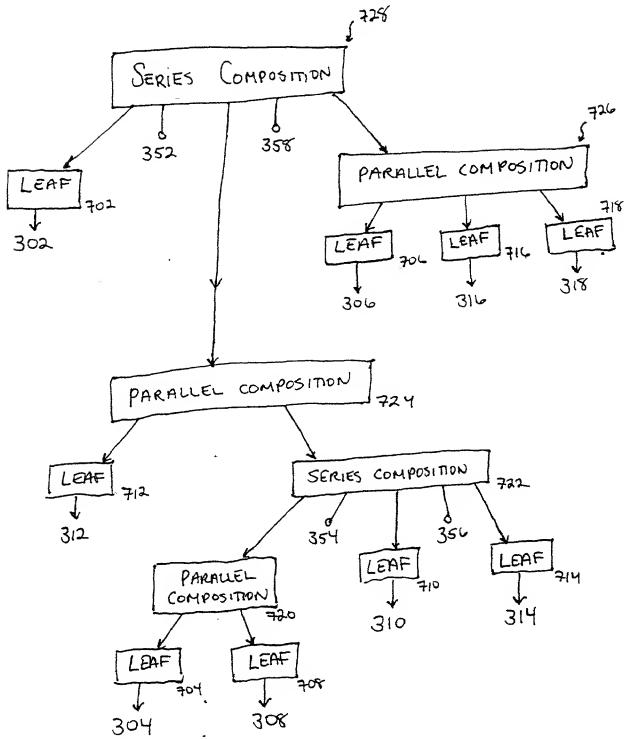 728
SERIES COMPOSITION
352
358
726
PARALLEL COMPOSITION
LEAF
702
302
LEAF
706
306
LEAF
716
316
LEAF
718
318
PARALLEL COMPOSITION
724
LEAF
712
312
SERIES COMPOSITION
722
354
356
PARALLEL
COMPOSITION
720
LEAF
710
310
LEAF
714
314
LEAF
704
304
LEAF
708
308